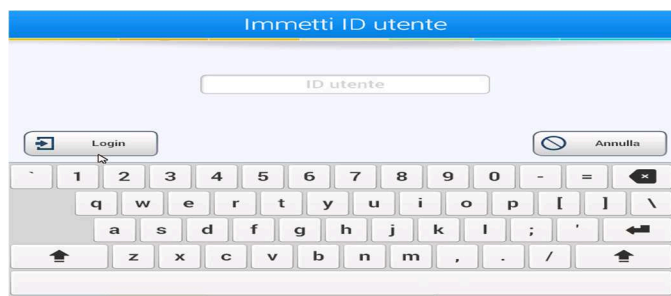 Immetti ID utente
ID utente
Login
Annulla
` 1 2 3 4 5 6 7 8 9 0 - =
q w e r t y u i o p [ ] \
a s d f g h j k l ; '
z x c v b n m , . /